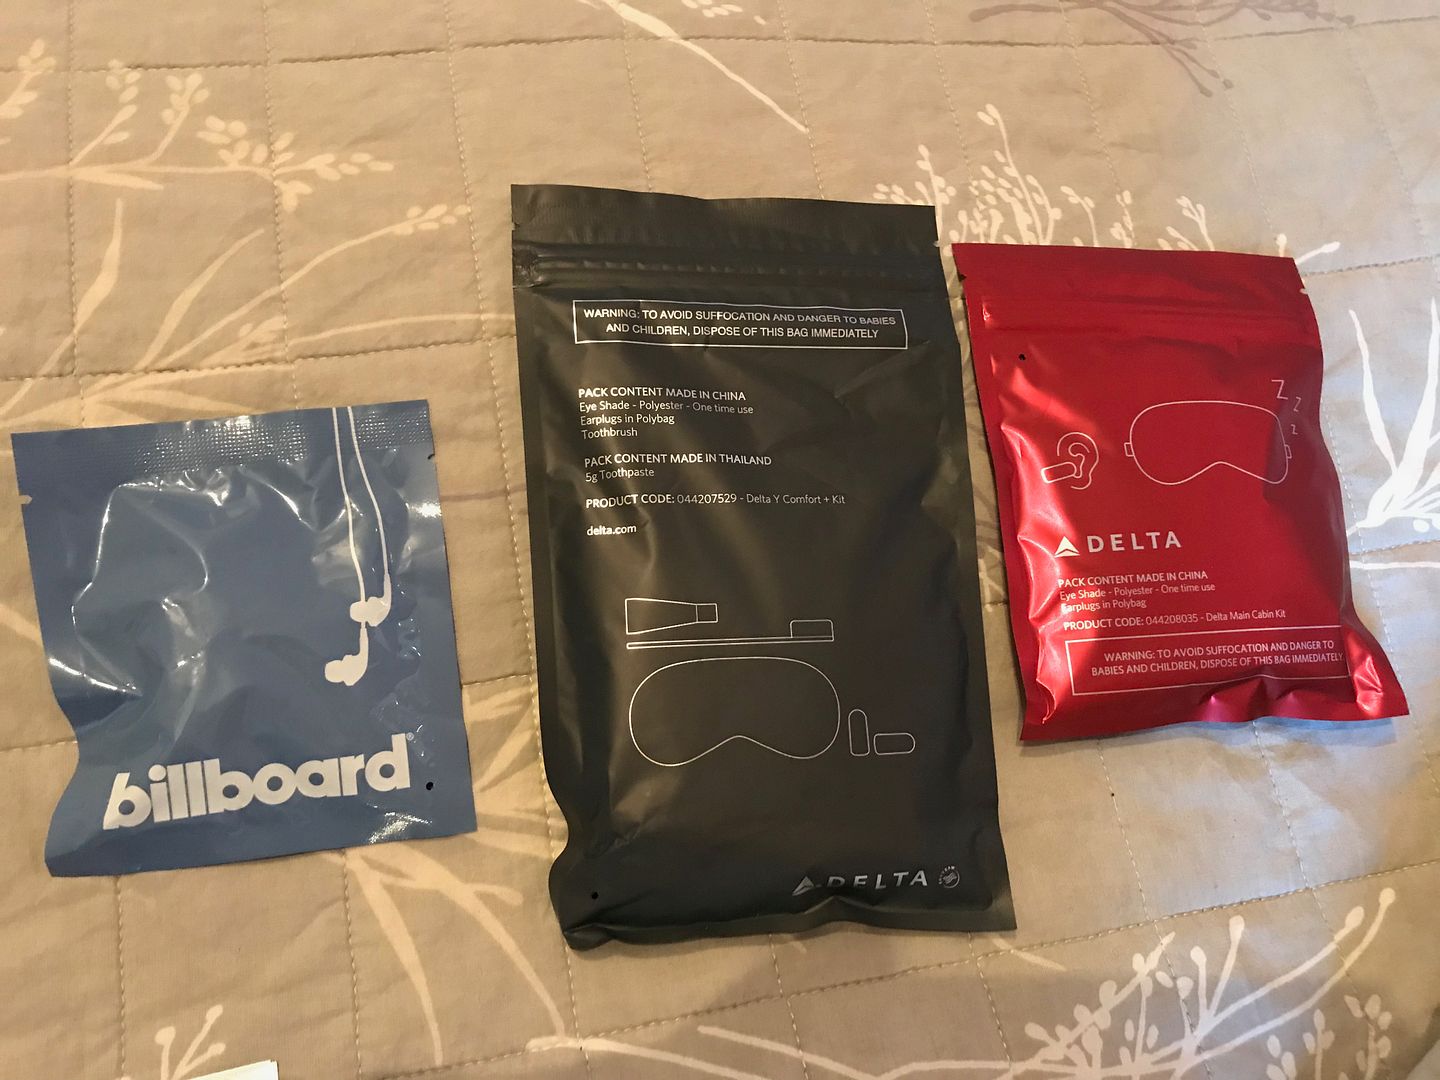 billboard®
WARNING: TO AVOID SUFFOCATION AND DANGER TO BABIES
AND CHILDREN, DISPOSE OF THIS BAG IMMEDIATELY
PACK CONTENT MADE IN CHINA
Eye Shade - Polyester - One time use
Earplugs in Polybag
Toothbrush
PACK CONTENT MADE IN THAILAND
5g Toothpaste
PRODUCT CODE: 044207529 - Delta Y Comfort + Kit
delta.com
DELTA
Z
Z
Z
DELTA
PACK CONTENT MADE IN CHINA
Eye Shade - Polyester - One time use
Earplugs in Polybag
PRODUCT CODE: 044208035 - Delta Main Cabin Kit
WARNING: TO AVOID SUFFOCATION AND DANGER TO
BABIES AND CHILDREN, DISPOSE OF THIS BAG IMMEDIATELY